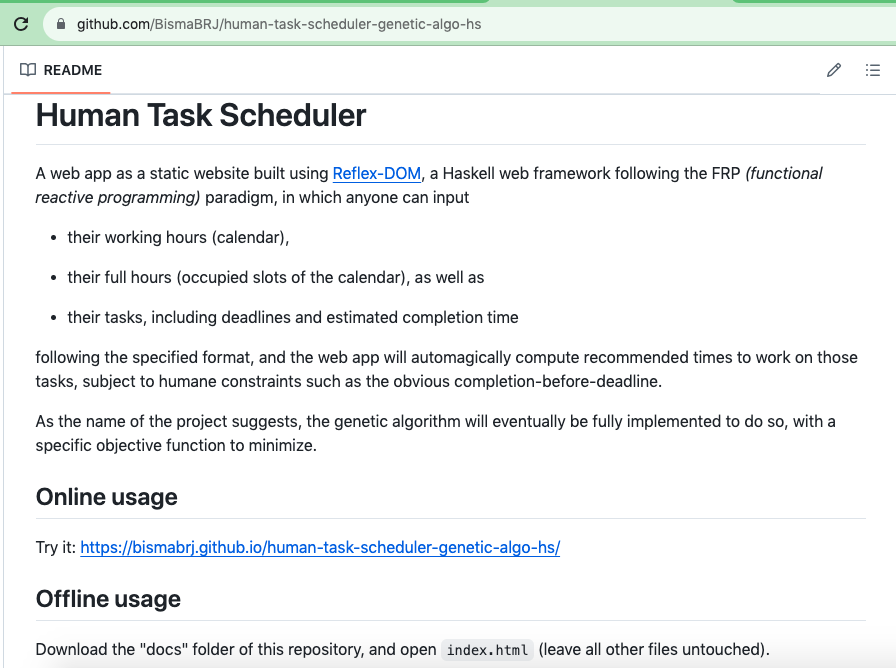 github.com/BismaBRJ/human-task-scheduler-genetic-algo-hs
README
Human Task Scheduler
A web app as a static website built using Reflex-DOM, a Haskell web framework following the FRP (functional
reactive programming) paradigm, in which anyone can input
• their working hours (calendar),
• their full hours (occupied slots of the calendar), as well as
• their tasks, including deadlines and estimated completion time
following the specified format, and the web app will automagically compute recommended times to work on those
tasks, subject to humane constraints such as the obvious completion-before-deadline.
As the name of the project suggests, the genetic algorithm will eventually be fully implemented to do so, with a
specific objective function to minimize.
Online usage
Try it: https://bismabrj.github.io/human-task-scheduler-genetic-algo-hs/
Offline usage
Download the "docs" folder of this repository, and open index.html (leave all other files untouched).